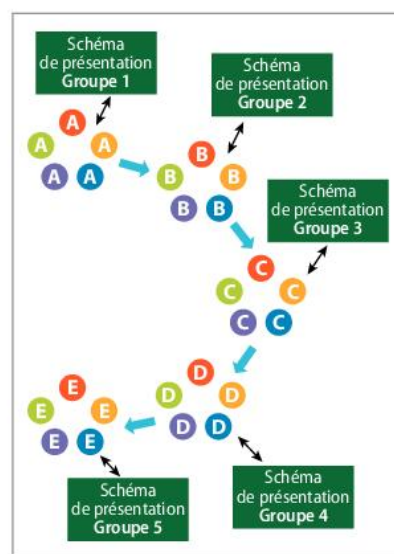 Schéma
de présentation
Groupe 1
Schéma
de présentation
Groupe 2
A
A
A
A
A
B
B
B
B
B
Schéma
de présentation
Groupe 3
C
C
C
C
C
D
D
D
D
D
E
E
E
E
E
Schéma
de présentation
Groupe 4
Schéma
de présentation
Groupe 5